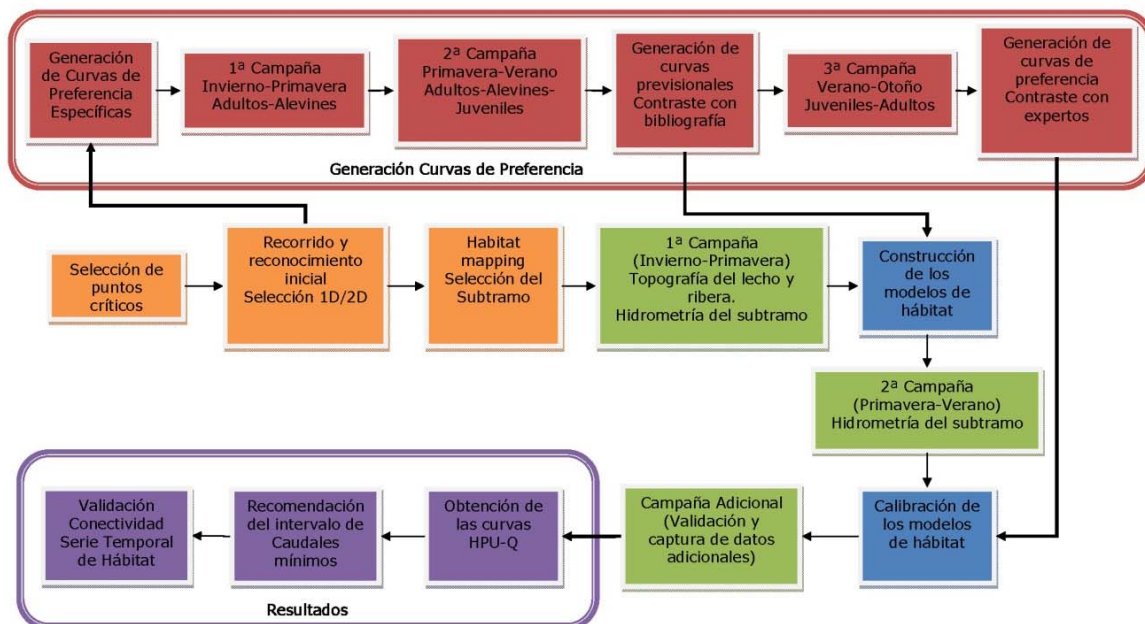 Generación
de Curvas de
Preferencia
Específicas
1ª Campaña
Invierno-Primavera
Adultos-Alevines
2ª Campaña
Primavera-Verano
Adultos-Alevines-
Juveniles
Generación de
curvas
previsionales
Contraste con
bibliografía
3ª Campaña
Verano-Otoño
Juveniles-Adultos
Generación de
curvas de
preferencia
Contraste con
expertos
Generación Curvas de Preferencia
Selección de
puntos
críticos
Recorrido y
reconocimiento
inicial
Selección 1D/2D
Habitat
mapping
Selección del
Subtramo
1ª Campaña
(Invierno-Primavera)
Topografía del lecho y
ribera.
Hidrometría del subtramo
Construcción
de los
modelos de
hábitat
2ª Campaña
(Primavera-Verano)
Hidrometría del subtramo
Calibración de
los modelos
de hábitat
Campaña Adicional
(Validación y
captura de datos
adicionales)
Obtención de
las curvas
HPU-Q
Recomendación
del intervalo de
Caudales
mínimos
Validación
Conectividad
Serie Temporal
de Hábitat
Resultados